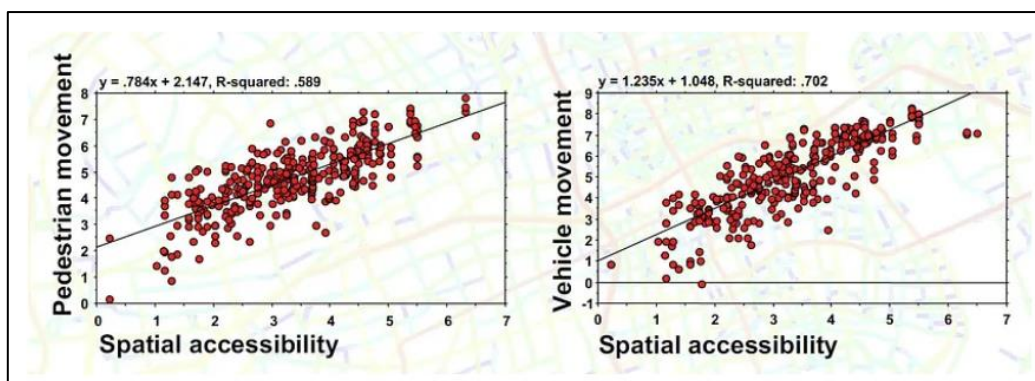 y = .784x + 2.147, R-squared: .589
Pedestrian movement
8
7
6
5
4
3
2
1
0
0 1 2 3 4 5 6 7
Spatial accessibility
y = 1.235x + 1.048, R-squared: .702
Vehicle movement
9
8
7
6
5
4
3
2
1
0
-1
0 1 2 3 4 5 6 7
Spatial accessibility